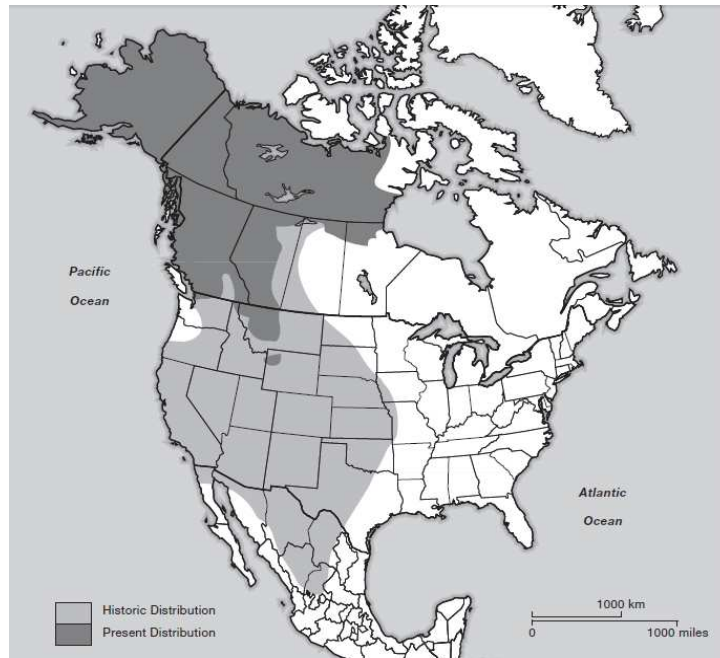 Pacific
Ocean
Atlantic
Ocean
Historic Distribution
Present Distribution
1000 km
0
1000 miles